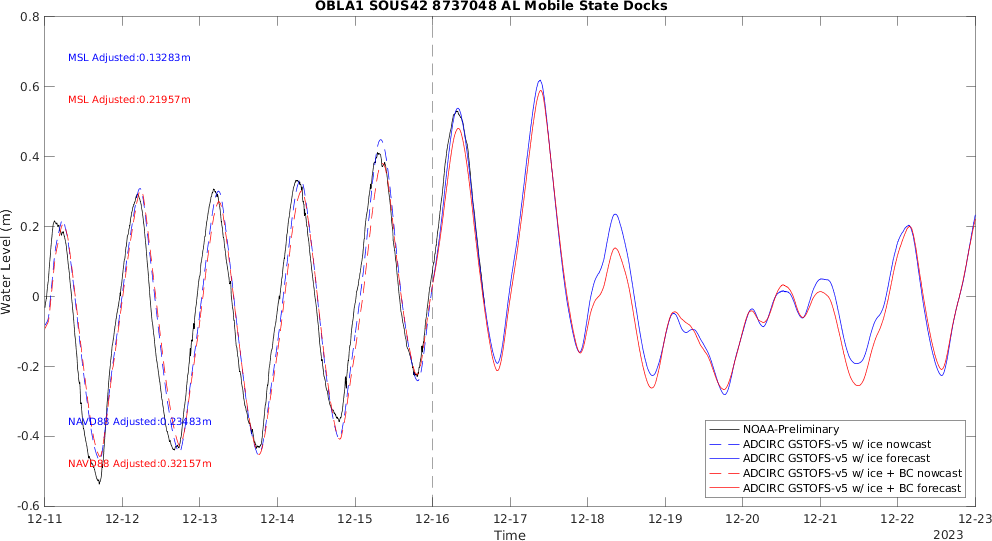 OBLA1 SOUS42 8737048 AL Mobile State Docks
0.8
0.6
0.4
0.2
0
-0.2
-0.4
-0.6
Water Level (m)
MSL Adjusted:0.13283m
MSL Adjusted:0.21957m
NAVD88 Adjusted:0.23483m
NAVD88 Adjusted:0.32157m
NOAA-Preliminary
ADCIRC GSTOFS-v5 w/ ice nowcast
ADCIRC GSTOFS-v5 w/ ice forecast
ADCIRC GSTOFS-v5 w/ ice + BC nowcast
ADCIRC GSTOFS-v5 w/ ice + BC forecast
12-11 12-12 12-13 12-14 12-15 12-16 12-17 12-18 12-19 12-20 12-21 12-22 12-23
Time
2023